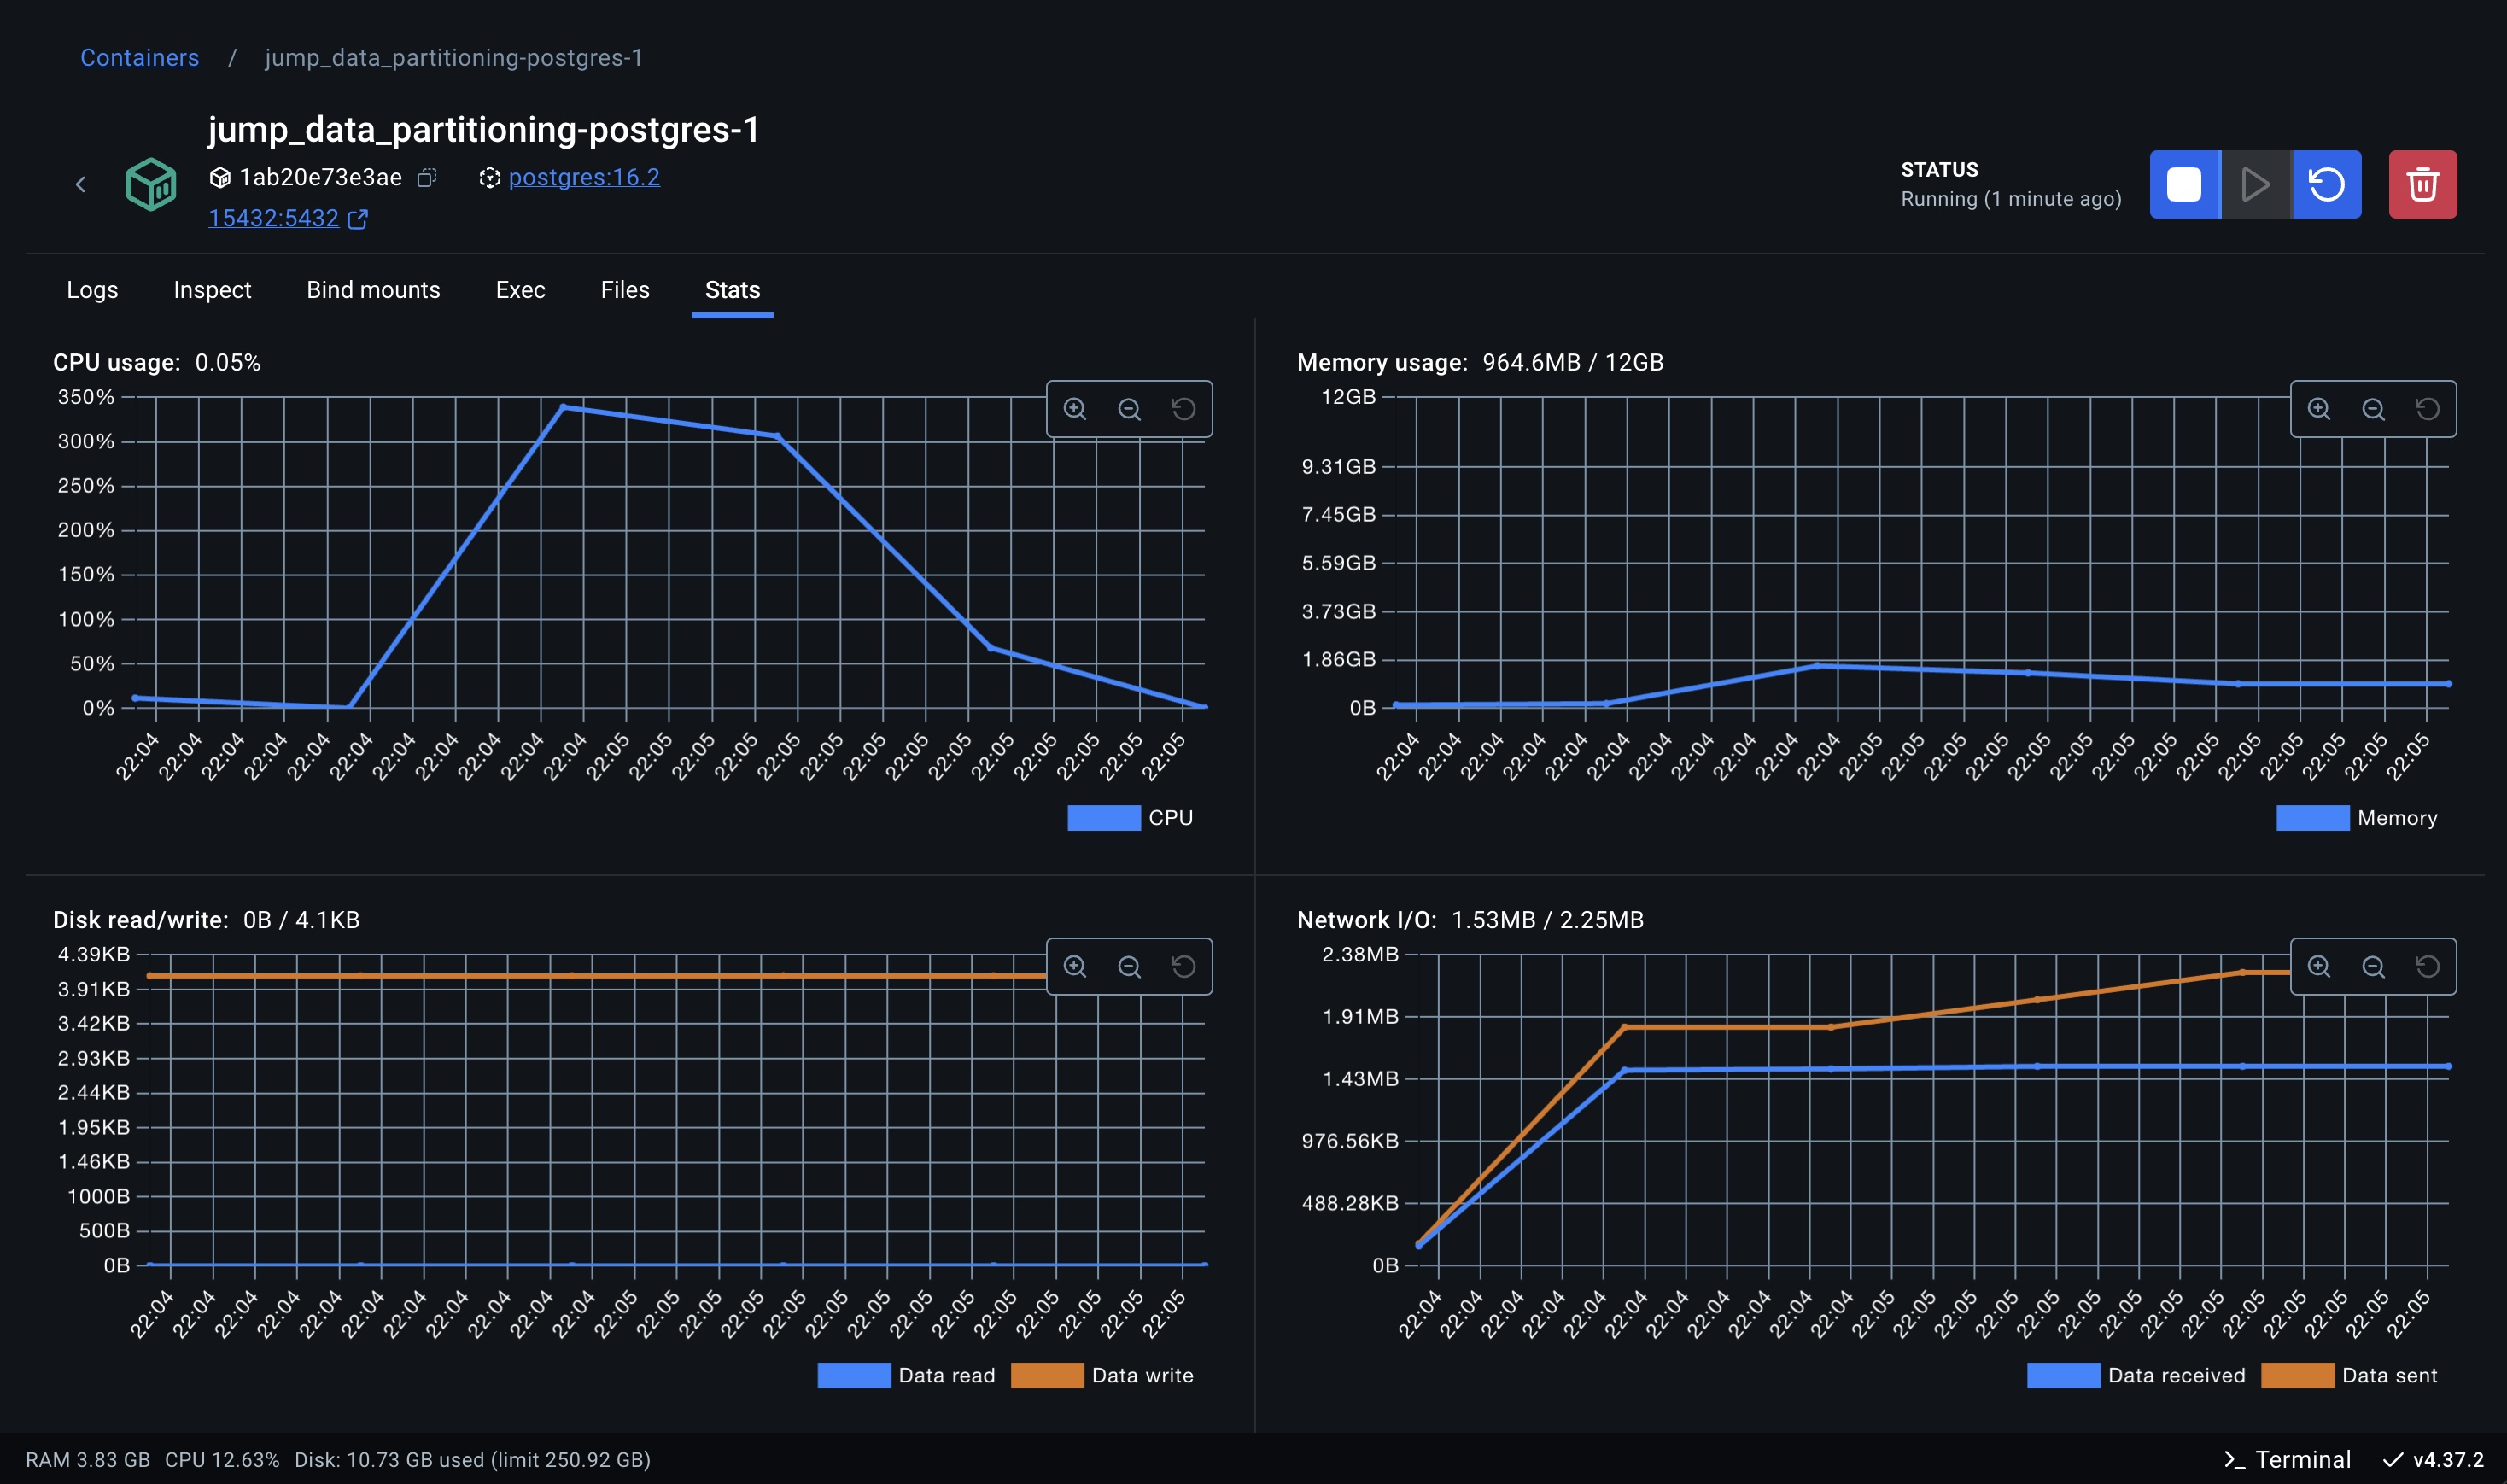 Containers / jump_data_partitioning-postgres-1
jump_data_partitioning-postgres-1
1ab20e73e3ae postgres:16.2
15432:5432
STATUS
Running (1 minute ago)
Logs Inspect Bind mounts Exec Files Stats
CPU usage: 0.05%
350%
300%
250%
200%
150%
100%
50%
0%
22:04 22:04 22:04 22:04 22:04 22:04 22:04 22:04 22:04 22:04 22:04 22:05 22:05 22:05 22:05 22:05 22:05 22:05 22:05 22:05 22:05 22:05 22:05 22:05 22:05
CPU
Memory usage: 964.6MB / 12GB
12GB
9.31GB
7.45GB
5.59GB
3.73GB
1.86GB
0B
22:04 22:04 22:04 22:04 22:04 22:04 22:04 22:04 22:04 22:04 22:04 22:05 22:05 22:05 22:05 22:05 22:05 22:05 22:05 22:05 22:05 22:05 22:05 22:05 22:05
Memory
Disk read/write: 0B / 4.1KB
4.39KB
3.91KB
3.42KB
2.93KB
2.44KB
1.95KB
1.46KB
1000B
500B
0B
22:04 22:04 22:04 22:04 22:04 22:04 22:04 22:04 22:04 22:04 22:04 22:05 22:05 22:05 22:05 22:05 22:05 22:05 22:05 22:05 22:05 22:05 22:05 22:05 22:05
Data read Data write
Network I/O: 1.53MB / 2.25MB
2.38MB
1.91MB
1.43MB
976.56KB
488.28KB
0B
22:04 22:04 22:04 22:04 22:04 22:04 22:04 22:04 22:04 22:04 22:04 22:05 22:05 22:05 22:05 22:05 22:05 22:05 22:05 22:05 22:05 22:05 22:05 22:05 22:05
Data received Data sent
RAM 3.83 GB CPU 12.63% Disk: 10.73 GB used (limit 250.92 GB)
Terminal v4.37.2